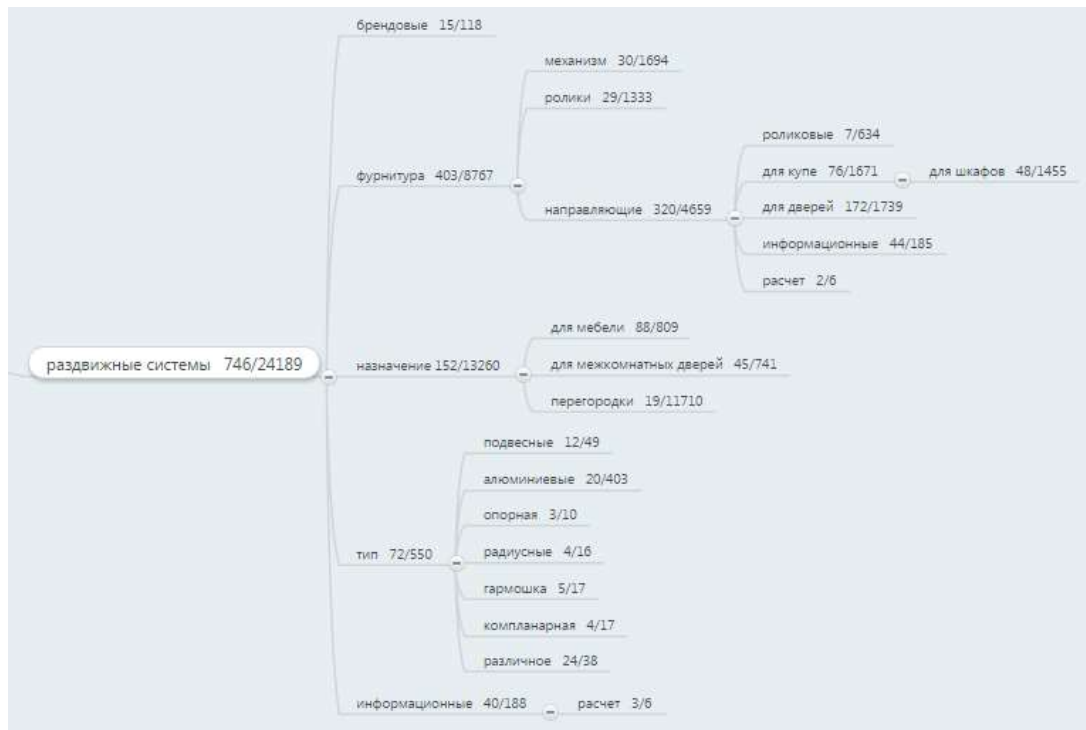 брендовые 15/118
механизм 30/1694
ролики 29/1333
роликовые 7/634
фурнитура 403/8767
для купе 76/1671
для шкафов 48/1455
направляющие 320/4659
для дверей 172/1739
информационные 44/185
расчет 2/6
для мебели 88/809
раздвижные системы 746/24189
назначение 152/13260
для межкомнатных дверей 45/741
перегородки 19/11710
подвесные 12/49
алюминиевые 20/403
опорная 3/10
тип 72/550
радиусные 4/16
гармошка 5/17
компланарная 4/17
различное 24/38
информационные 40/188
расчет 3/6